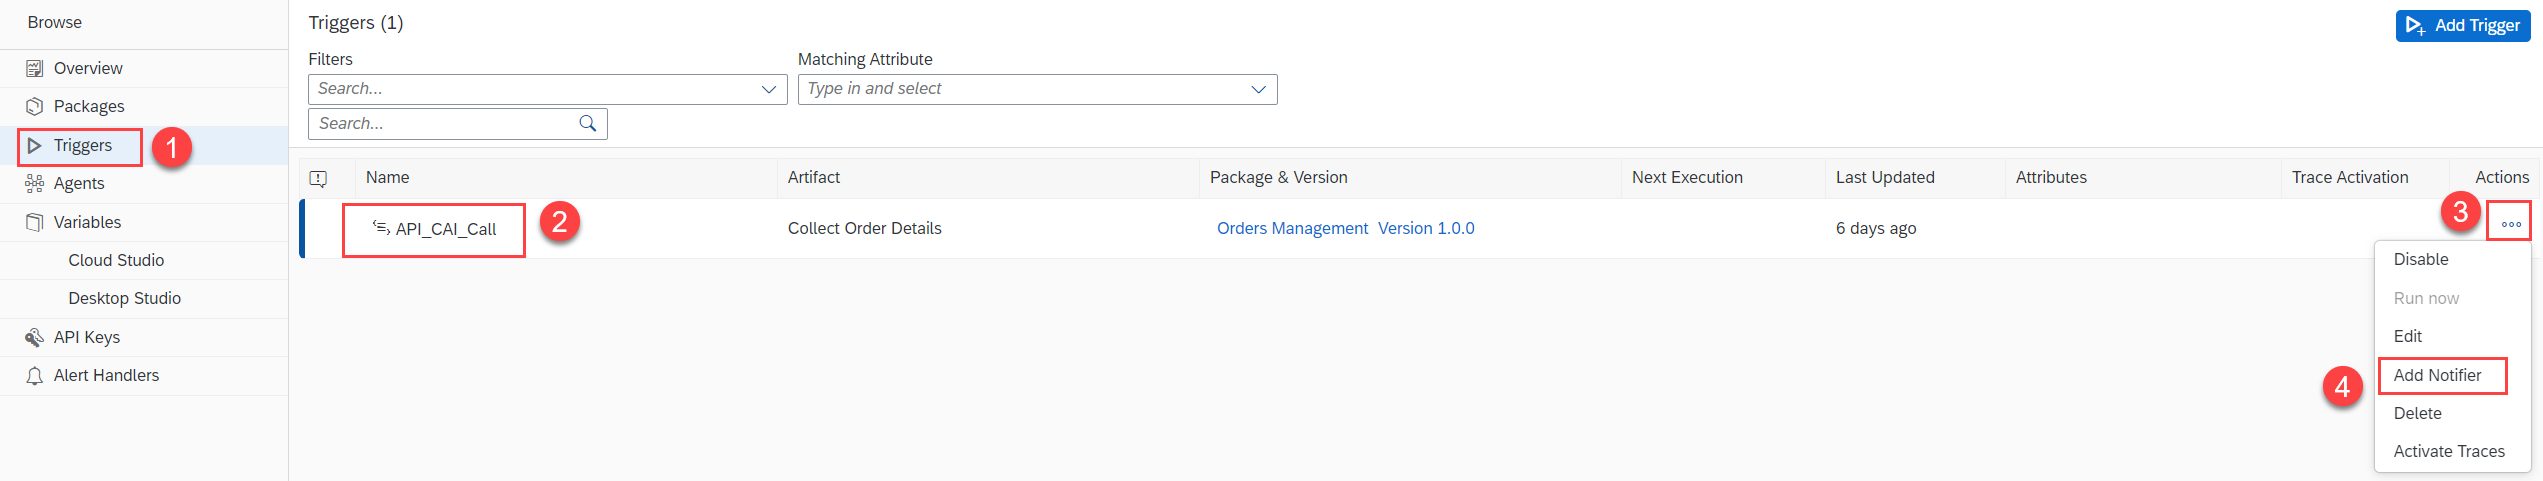 Browse
Overview
Packages
Triggers
1
Agents
Variables
Cloud Studio
Desktop Studio
API Keys
Alert Handlers
Triggers (1)
Add Trigger
Filters
Matching Attribute
Search...
Type in and select
Search...
Name
Artifact
Package & Version
Next Execution
Last Updated
Attributes
Trace Activation
Actions
API_CAI_Call
2
Collect Order Details
Orders Management Version 1.0.0
6 days ago
3
Disable
Run now
Edit
Add Notifier
4
Delete
Activate Traces